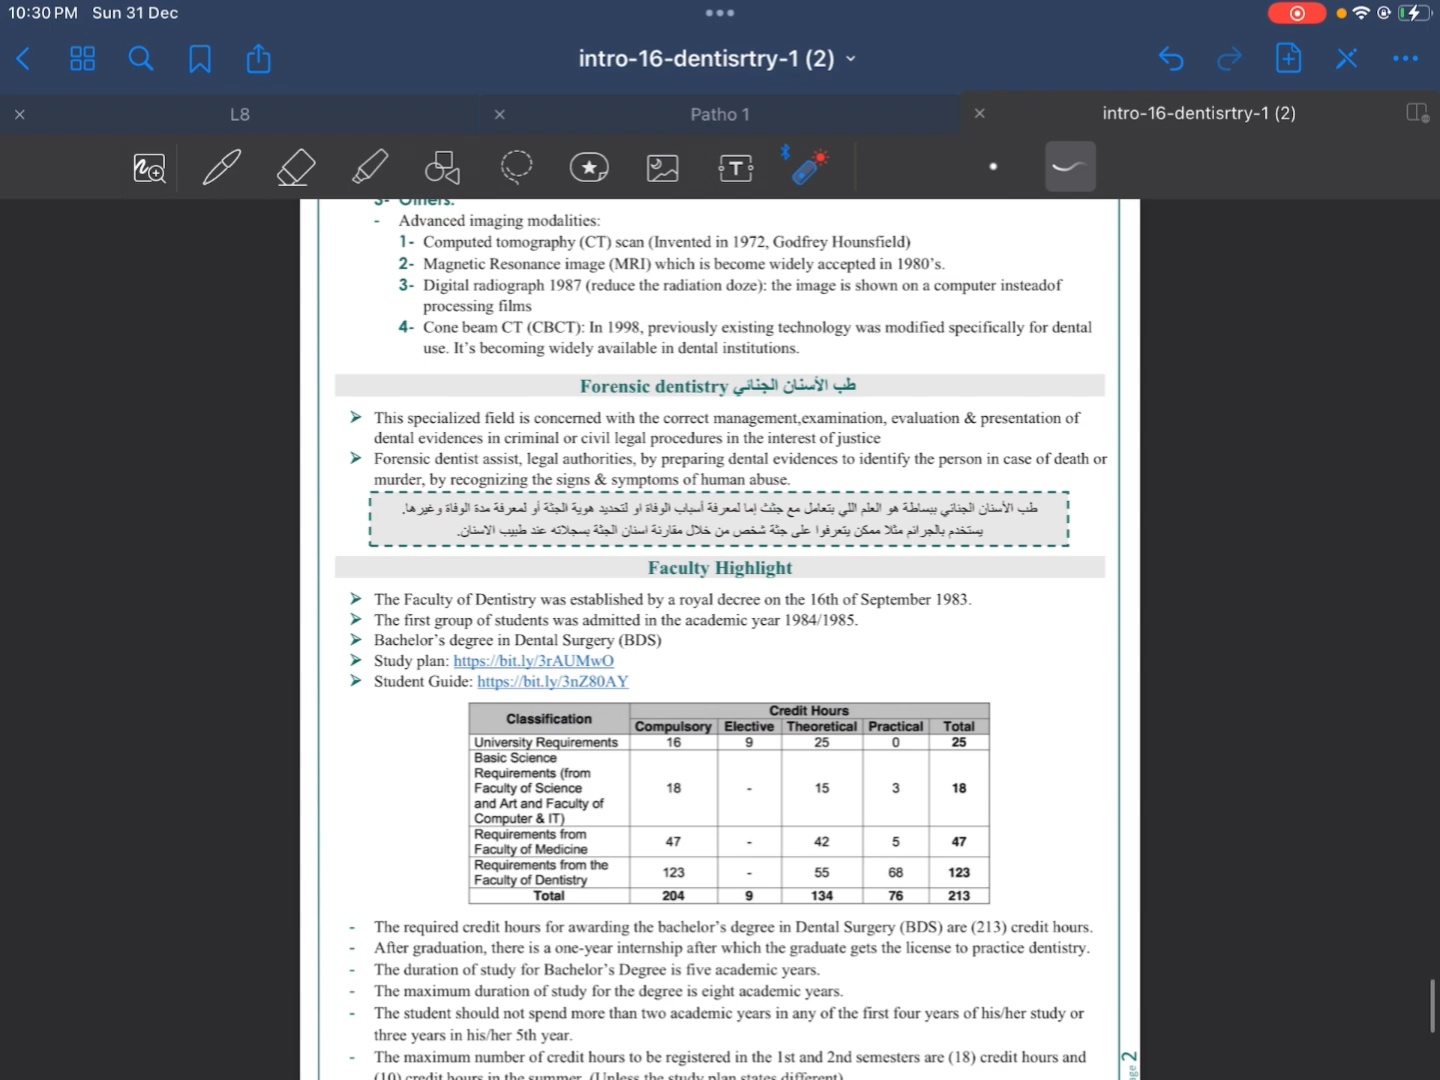 10:30 PM Sun 31 Dec
intro-16-dentisrtry-1 (2)
L8
Patho 1
intro-16-dentisrtry-1 (2)
3- Others:
- Advanced imaging modalities:
1- Computed tomography (CT) scan (Invented in 1972, Godfrey Hounsfield)
2- Magnetic Resonance image (MRI) which is become widely accepted in 1980's.
3- Digital radiograph 1987 (reduce the radiation doze): the image is shown on a computer insteadof
processing films
4- Cone beam CT (CBCT): In 1998, previously existing technology was modified specifically for dental
use. It's becoming widely available in dental institutions.
Forensic dentistry طب الأسنان الجنائي
➤ This specialized field is concerned with the correct management,examination, evaluation & presentation of
dental evidences in criminal or civil legal procedures in the interest of justice
➤ Forensic dentist assist, legal authorities, by preparing dental evidences to identify the person in case of death or
murder, by recognizing the signs & symptoms of human abuse.
طب الأسنان الجنائي ببساطة هو العلم اللي بتعامل مع جثث إما لمعرفة أسباب الوفاة او لتحديد هوية الجثة أو لمعرفة مدة الوفاة وغيرها.
يستخدم بالجرائم مثلا ممكن يتعرفوا على جثة شخص من خلال مقارنة اسنان الجثة بسجلاته عند طبيب الاسنان.
Faculty Highlight
➤ The Faculty of Dentistry was established by a royal decree on the 16th of September 1983.
➤ The first group of students was admitted in the academic year 1984/1985.
➤ Bachelor's degree in Dental Surgery (BDS)
➤ Study plan: https://bit.ly/3rAUMwO
➤ Student Guide: https://bit.ly/3nZ80AY
Classification Credit Hours
Compulsory Elective Theoretical Practical Total
University Requirements 16 9 25 0 25
Basic Science
Requirements (from
Faculty of Science 18 - 15 3 18
and Art and Faculty of
Computer & IT)
Requirements from
Faculty of Medicine 47 - 42 5 47
Requirements from the
Faculty of Dentistry 123 - 55 68 123
Total 204 9 134 76 213
- The required credit hours for awarding the bachelor's degree in Dental Surgery (BDS) are (213) credit hours.
- After graduation, there is a one-year internship after which the graduate gets the license to practice dentistry.
- The duration of study for Bachelor's Degree is five academic years.
- The maximum duration of study for the degree is eight academic years.
- The student should not spend more than two academic years in any of the first four years of his/her study or
three years in his/her 5th year.
- The maximum number of credit hours to be registered in the 1st and 2nd semesters are (18) credit hours and
(10) credit hours in the summer. (Unless the study plan states different)
2